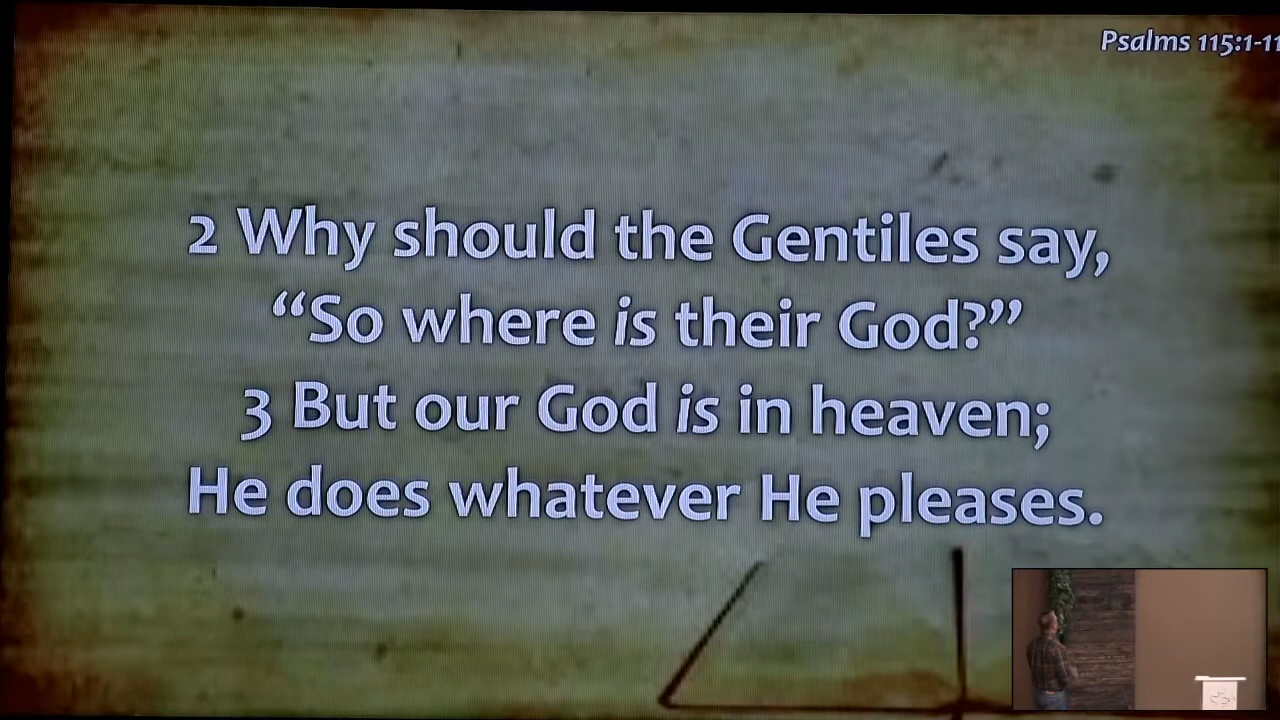 Psalms 115:1-11
2 Why should the Gentiles say,
“So where is their God?”
3 But our God is in heaven;
He does whatever He pleases.